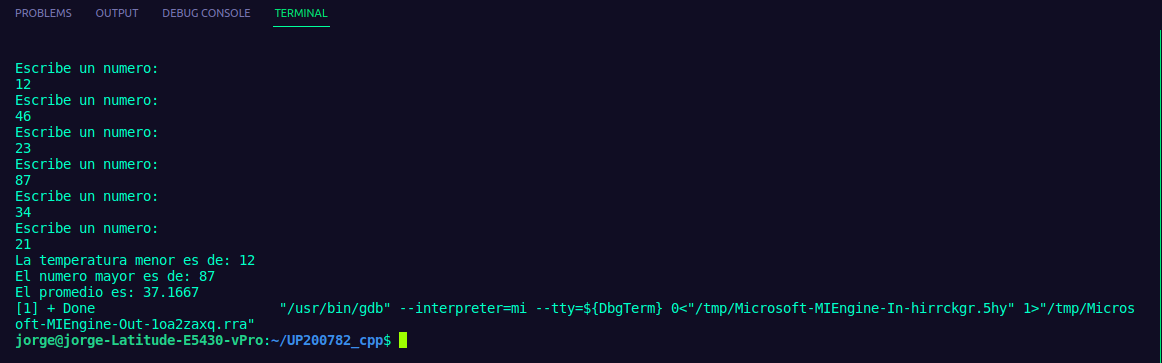 PROBLEMS OUTPUT DEBUG CONSOLE TERMINAL
Escribe un numero:
12
Escribe un numero:
46
Escribe un numero:
23
Escribe un numero:
87
Escribe un numero:
34
Escribe un numero:
21
La temperatura menor es de: 12
El numero mayor es de: 87
El promedio es: 37.1667
[1] + Done                       "/usr/bin/gdb" --interpreter=mi --tty=${DbgTerm} 0<"/tmp/Microsoft-MIEngine-In-hirrckgr.5hy" 1>"/tmp/Micros
oft-MIEngine-Out-1oa2zaxq.rra"
jorge@jorge-Latitude-E5430-vPro:~/UP200782_cpp$